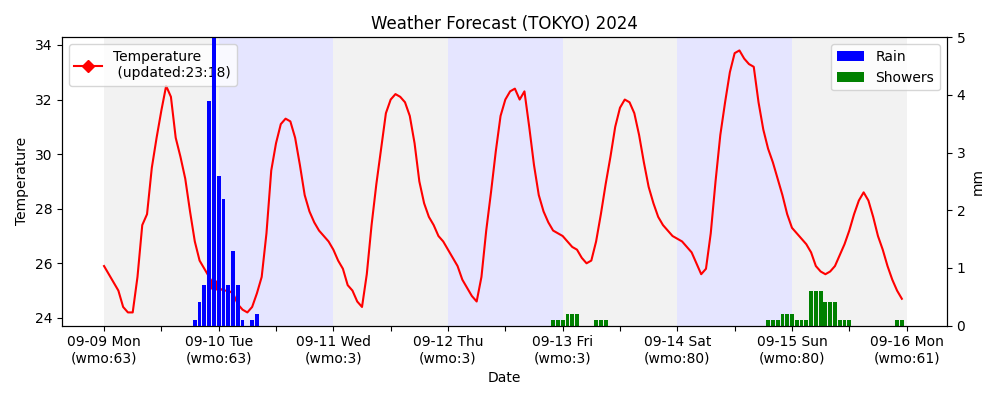 Weather Forecast (TOKYO) 2024
Temperature
(updated:23:18)
Rain
Showers
34
32
30
28
26
24
Temperature
5
4
3
2
1
0
mm
09-09 Mon 09-10 Tue 09-11 Wed 09-12 Thu 09-13 Fri 09-14 Sat 09-15 Sun 09-16 Mon
(wmo:63) (wmo:63) (wmo:3) (wmo:3) (wmo:3) (wmo:80) (wmo:80) (wmo:61)
Date